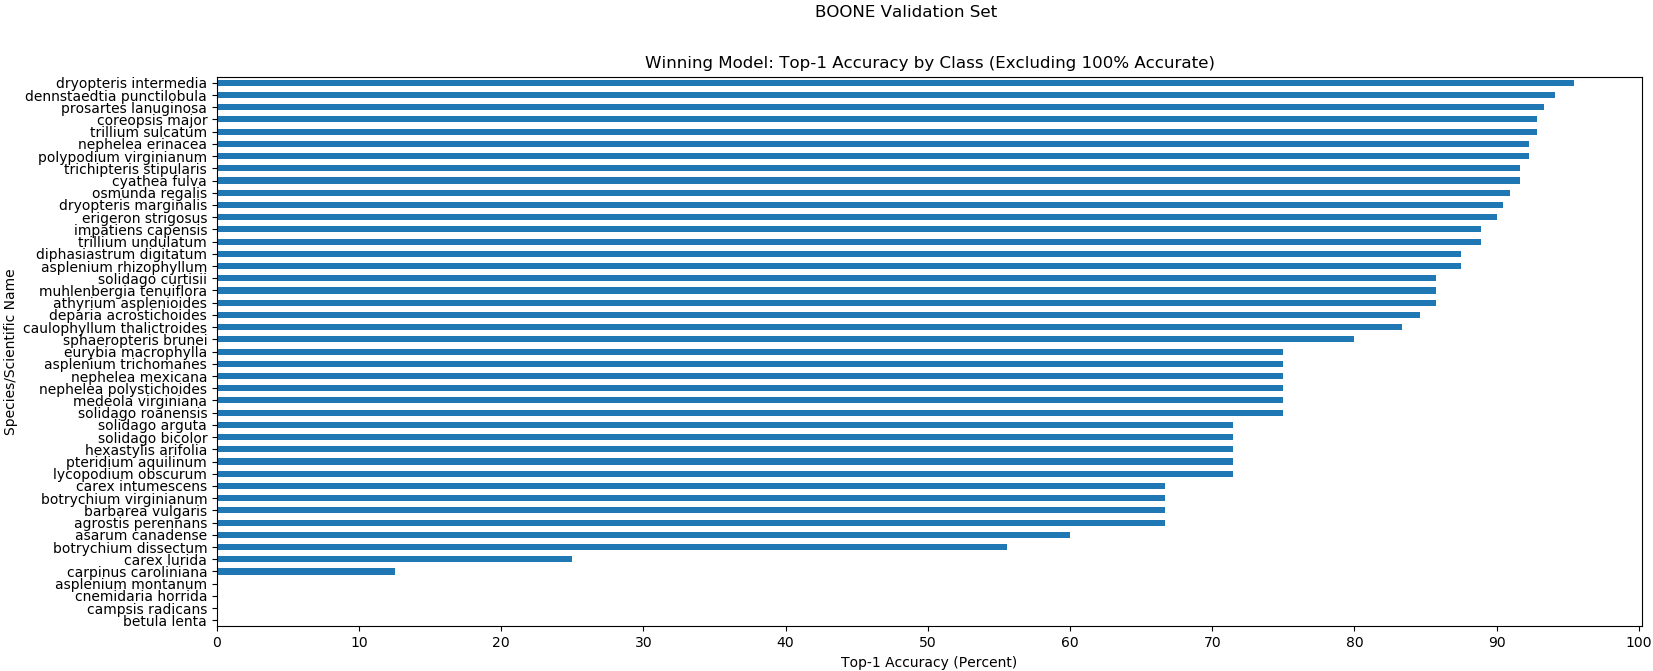 BOONE Validation Set
Winning Model: Top-1 Accuracy by Class (Excluding 100% Accurate)
Species/Scientific Name
dryopteris intermedia
dennstaedtia punctilobula
prosartes lanuginosa
coreopsis major
trillium sulcatum
nephelea erinacea
polypodium virginianum
trichipteris stipularis
cyathea fulva
osmunda regalis
dryopteris marginalis
erigeron strigosus
impatiens capensis
trillium undulatum
diphasiastrum digitatum
asplenium rhizophyllum
solidago curtisii
muhlenbergia tenuiflora
athyrium asplenioides
deparia acrostichoides
caulophyllum thalictroides
sphaeropteris brunei
eurybia macrophylla
asplenium trichomanes
nephelea mexicana
nephelea polystichoides
medeola virginiana
solidago roanensis
solidago arguta
solidago bicolor
hexastylis arifolia
pteridium aquilinum
lycopodium obscurum
carex intumescens
botrychium virginianum
barbarea vulgaris
agrostis perennans
asarum canadense
botrychium dissectum
carex lurida
carpinus caroliniana
asplenium montanum
cnemidaria horrida
campsis radicans
betula lenta
0 10 20 30 40 50 60 70 80 90 100
Top-1 Accuracy (Percent)